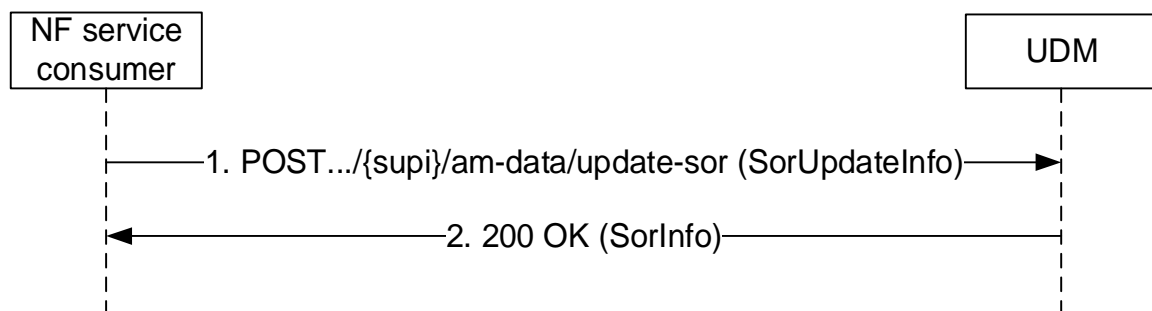 NF service
consumer
UDM
1. POST.../{supi}/am-data/update-sor (SorUpdateInfo)
2. 200 OK (SorInfo)